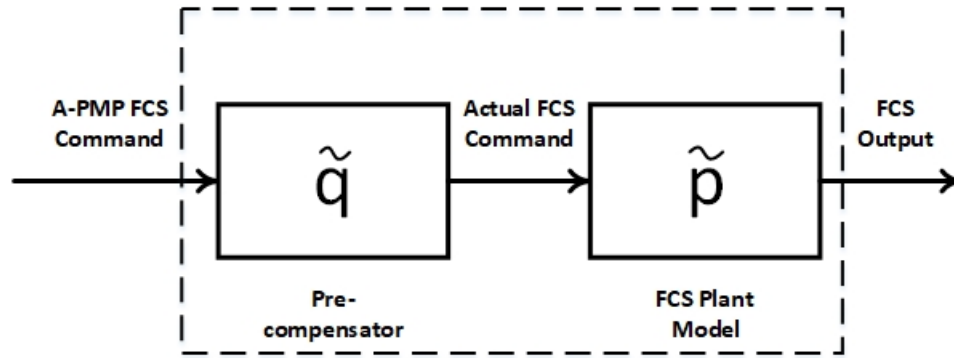 A-PMP FCS
Command
Actual FCS
Command
FCS
Output
q̃
p̃
Pre-
compensator
FCS Plant
Model